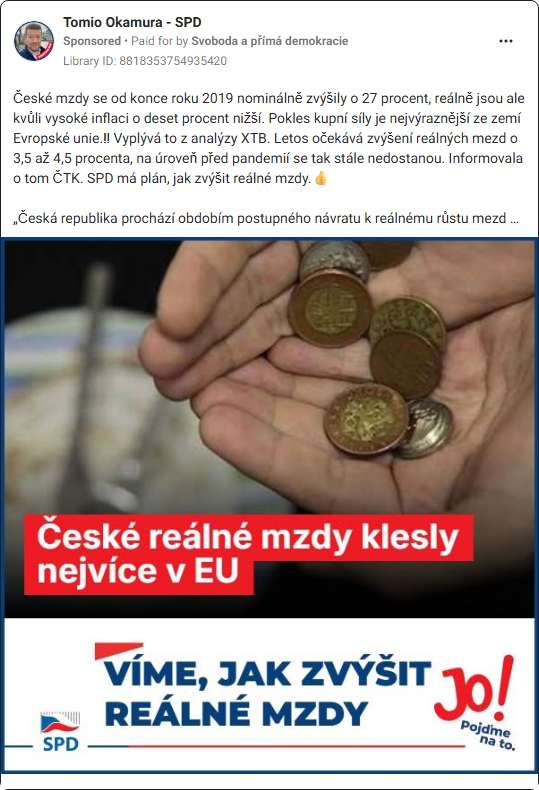 Tomio Okamura - SPD
Sponsored • Paid for by Svoboda a přímá demokracie
Library ID: 8818353754935420
České mzdy se od konce roku 2019 nominálně zvýšily o 27 procent, reálně jsou ale
kvůli vysoké inflaci o deset procent nižší. Pokles kupní síly je nejvýraznější ze zemí
Evropské unie.‼ Vyplývá to z analýzy XTB. Letos očekává zvýšení reálných mezd o
3,5 až 4,5 procenta, na úroveň před pandemií se tak stále nedostanou. Informovala
o tom ČTK. SPD má plán, jak zvýšit reálné mzdy.👍
„Česká republika prochází obdobím postupného návratu k reálnému růstu mezd ...
České reálné mzdy klesly
nejvíce v EU
VÍME, JAK ZVÝŠIT
REÁLNÉ MZDY
SPD
Jo!
Pojďme
na to.